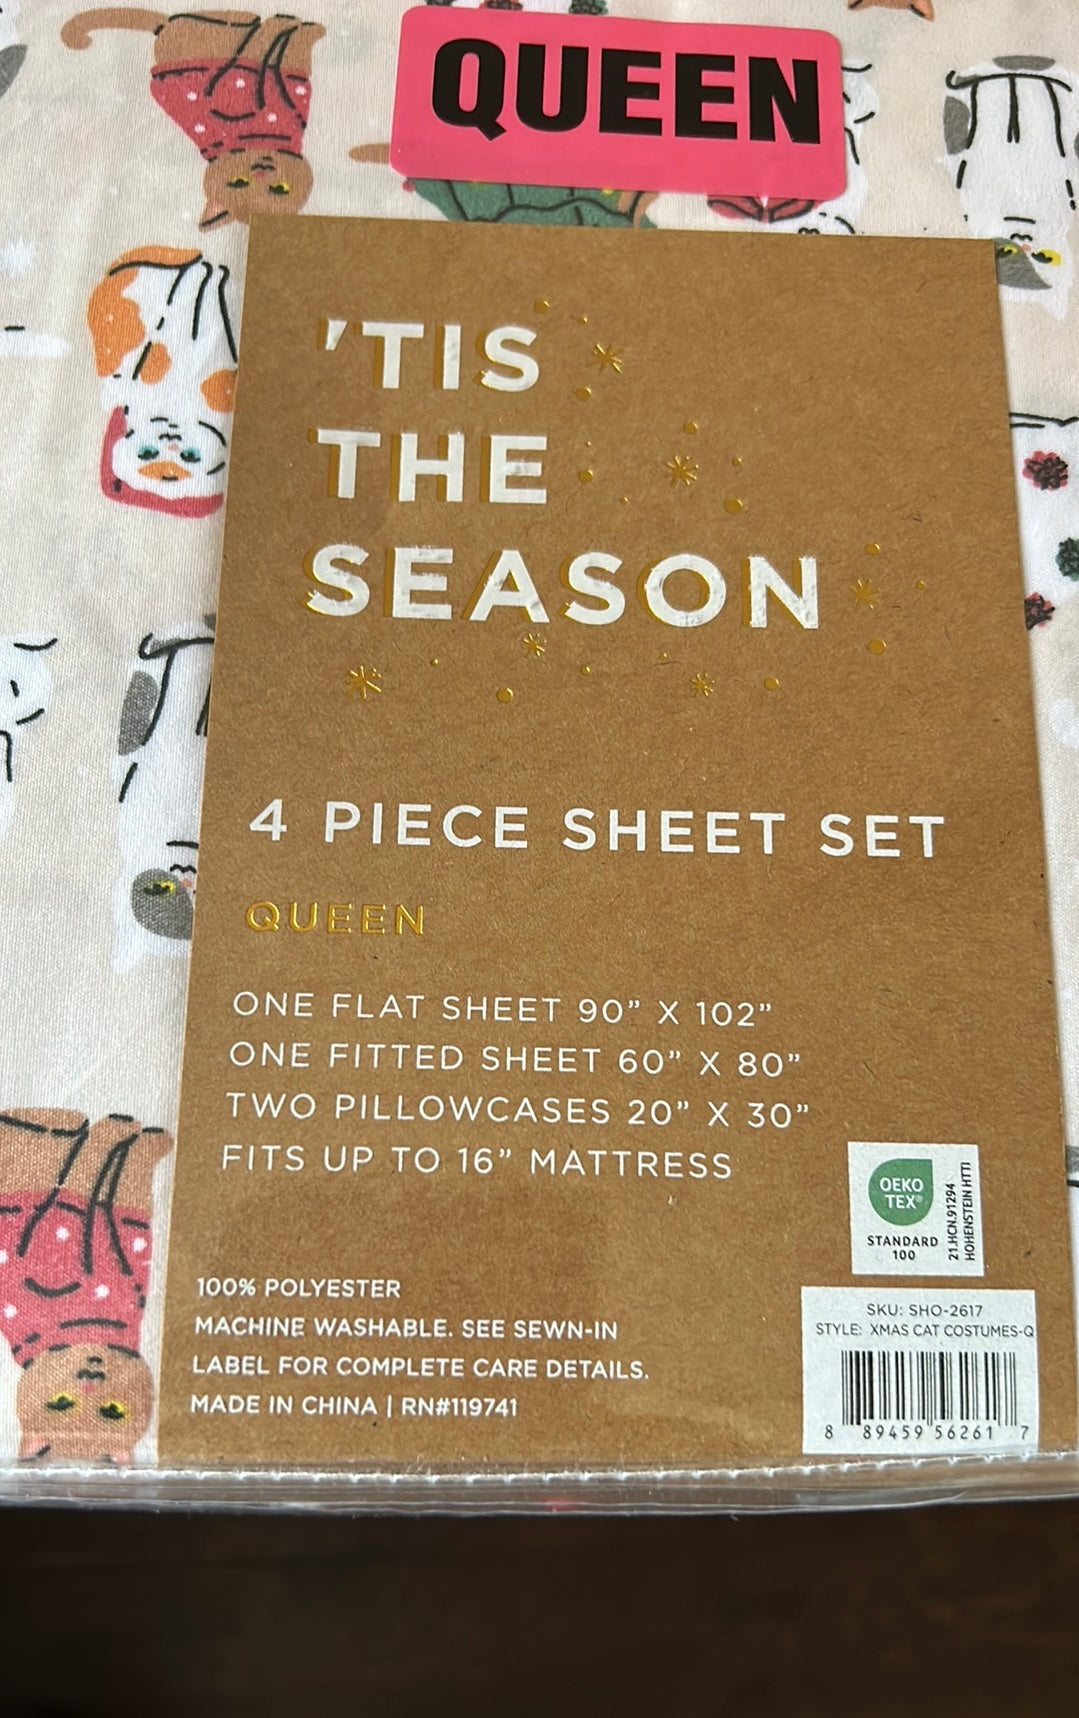 QUEEN
'TIS
THE
SEASON
4 PIECE SHEET SET
QUEEN
ONE FLAT SHEET 90” X 102”
ONE FITTED SHEET 60” X 80”
TWO PILLOWCASES 20” X 30”
FITS UP TO 16” MATTRESS
OEKO
TEX®
STANDARD
100
21.HCN.91294
HOHENSTEIN HTTI
100% POLYESTER
MACHINE WASHABLE. SEE SEWN-IN
LABEL FOR COMPLETE CARE DETAILS.
MADE IN CHINA | RN#119741
SKU: SHO-2617
STYLE: XMAS CAT COSTUMES-Q
8 89459 56261 7